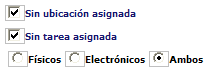 Sin ubicación asignada
Sin tarea asignada
Físicos Electrónicos Ambos